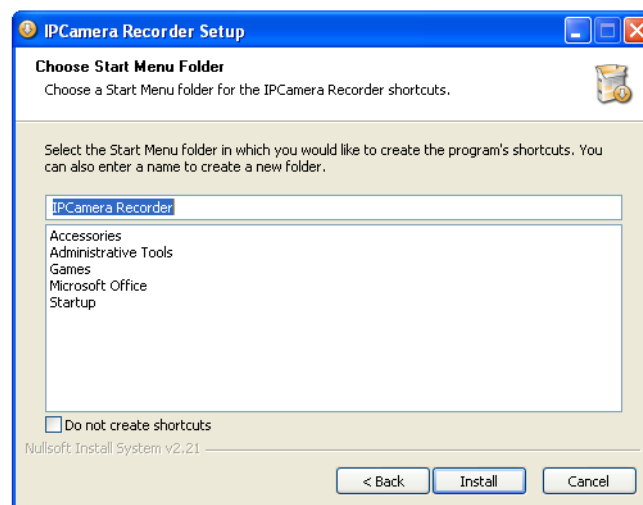 IPCamera Recorder Setup
Choose Start Menu Folder
Choose a Start Menu folder for the IPCamera Recorder shortcuts.
Select the Start Menu folder in which you would like to create the program's shortcuts. You
can also enter a name to create a new folder.
IPCamera Recorder
Accessories
Administrative Tools
Games
Microsoft Office
Startup
Do not create shortcuts
Nullsoft Install System v2.21
< Back
Install
Cancel